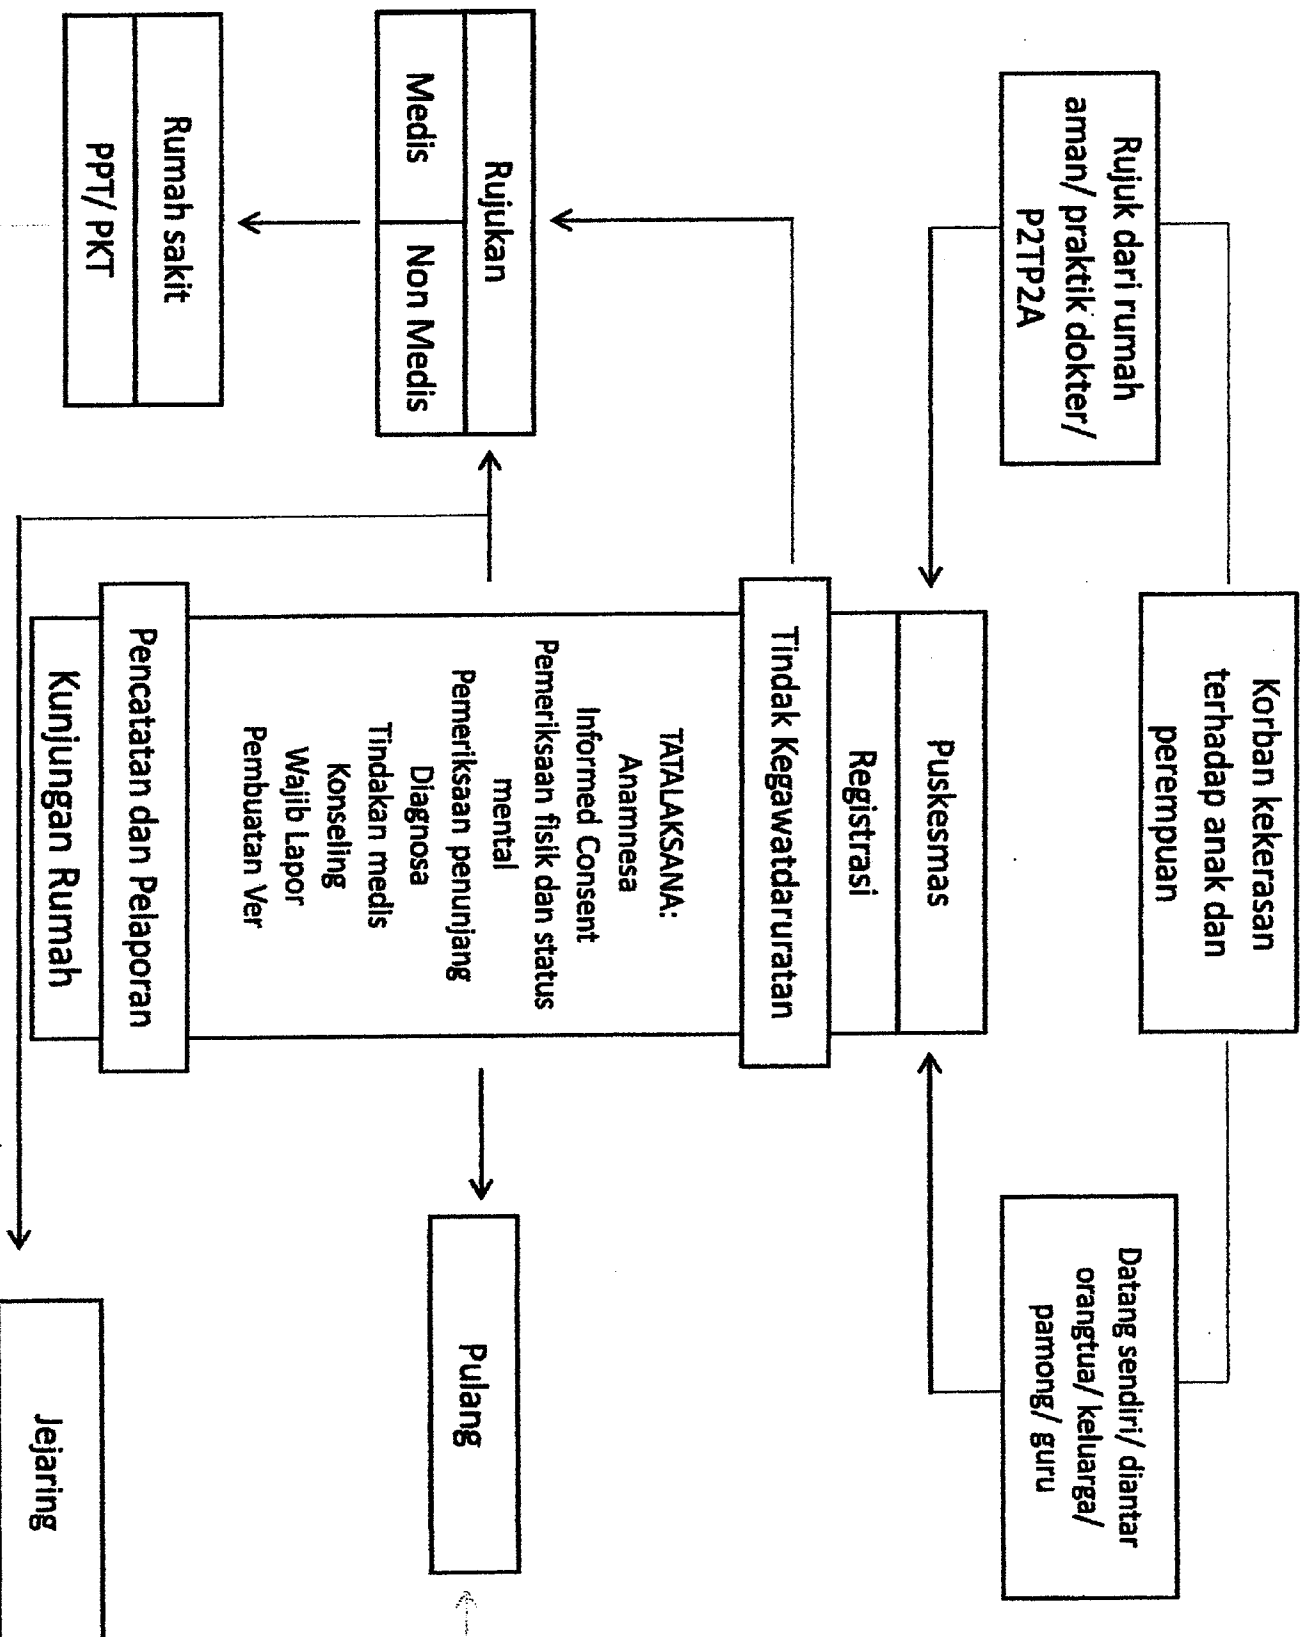 Korban kekerasan
terhadap anak dan
perempuan
Rujuk dari rumah
aman/ praktik dokter/
P2TP2A
Datang sendiri/ diantar
orangtua/ keluarga/
pamong/ guru
Puskesmas
Registrasi
Tindak Kegawatdaruratan
TATALAKSANA:
Anamnesa
Informed Consent
Pemeriksaan fisik dan status
mental
Pemeriksaan penunjang
Diagnosa
Tindakan medis
Konseling
Wajib Lapor
Pembuatan Ver
Pencatatan dan Pelaporan
Kunjungan Rumah
Rujukan
Medis
Non Medis
Rumah sakit
PPT/ PKT
Pulang
Jejaring